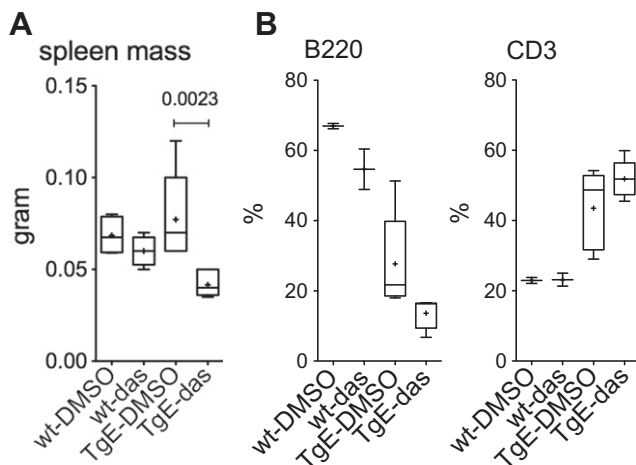 A
spleen mass
0.0023
gram
0.15
0.10
0.05
0.00
wt-DMSO
wt-das
TgE-DMSO
TgE-das
B
B220
%
80
60
40
20
0
wt-DMSO
wt-das
TgE-DMSO
TgE-das
CD3
%
80
60
40
20
0
wt-DMSO
wt-das
TgE-DMSO
TgE-das